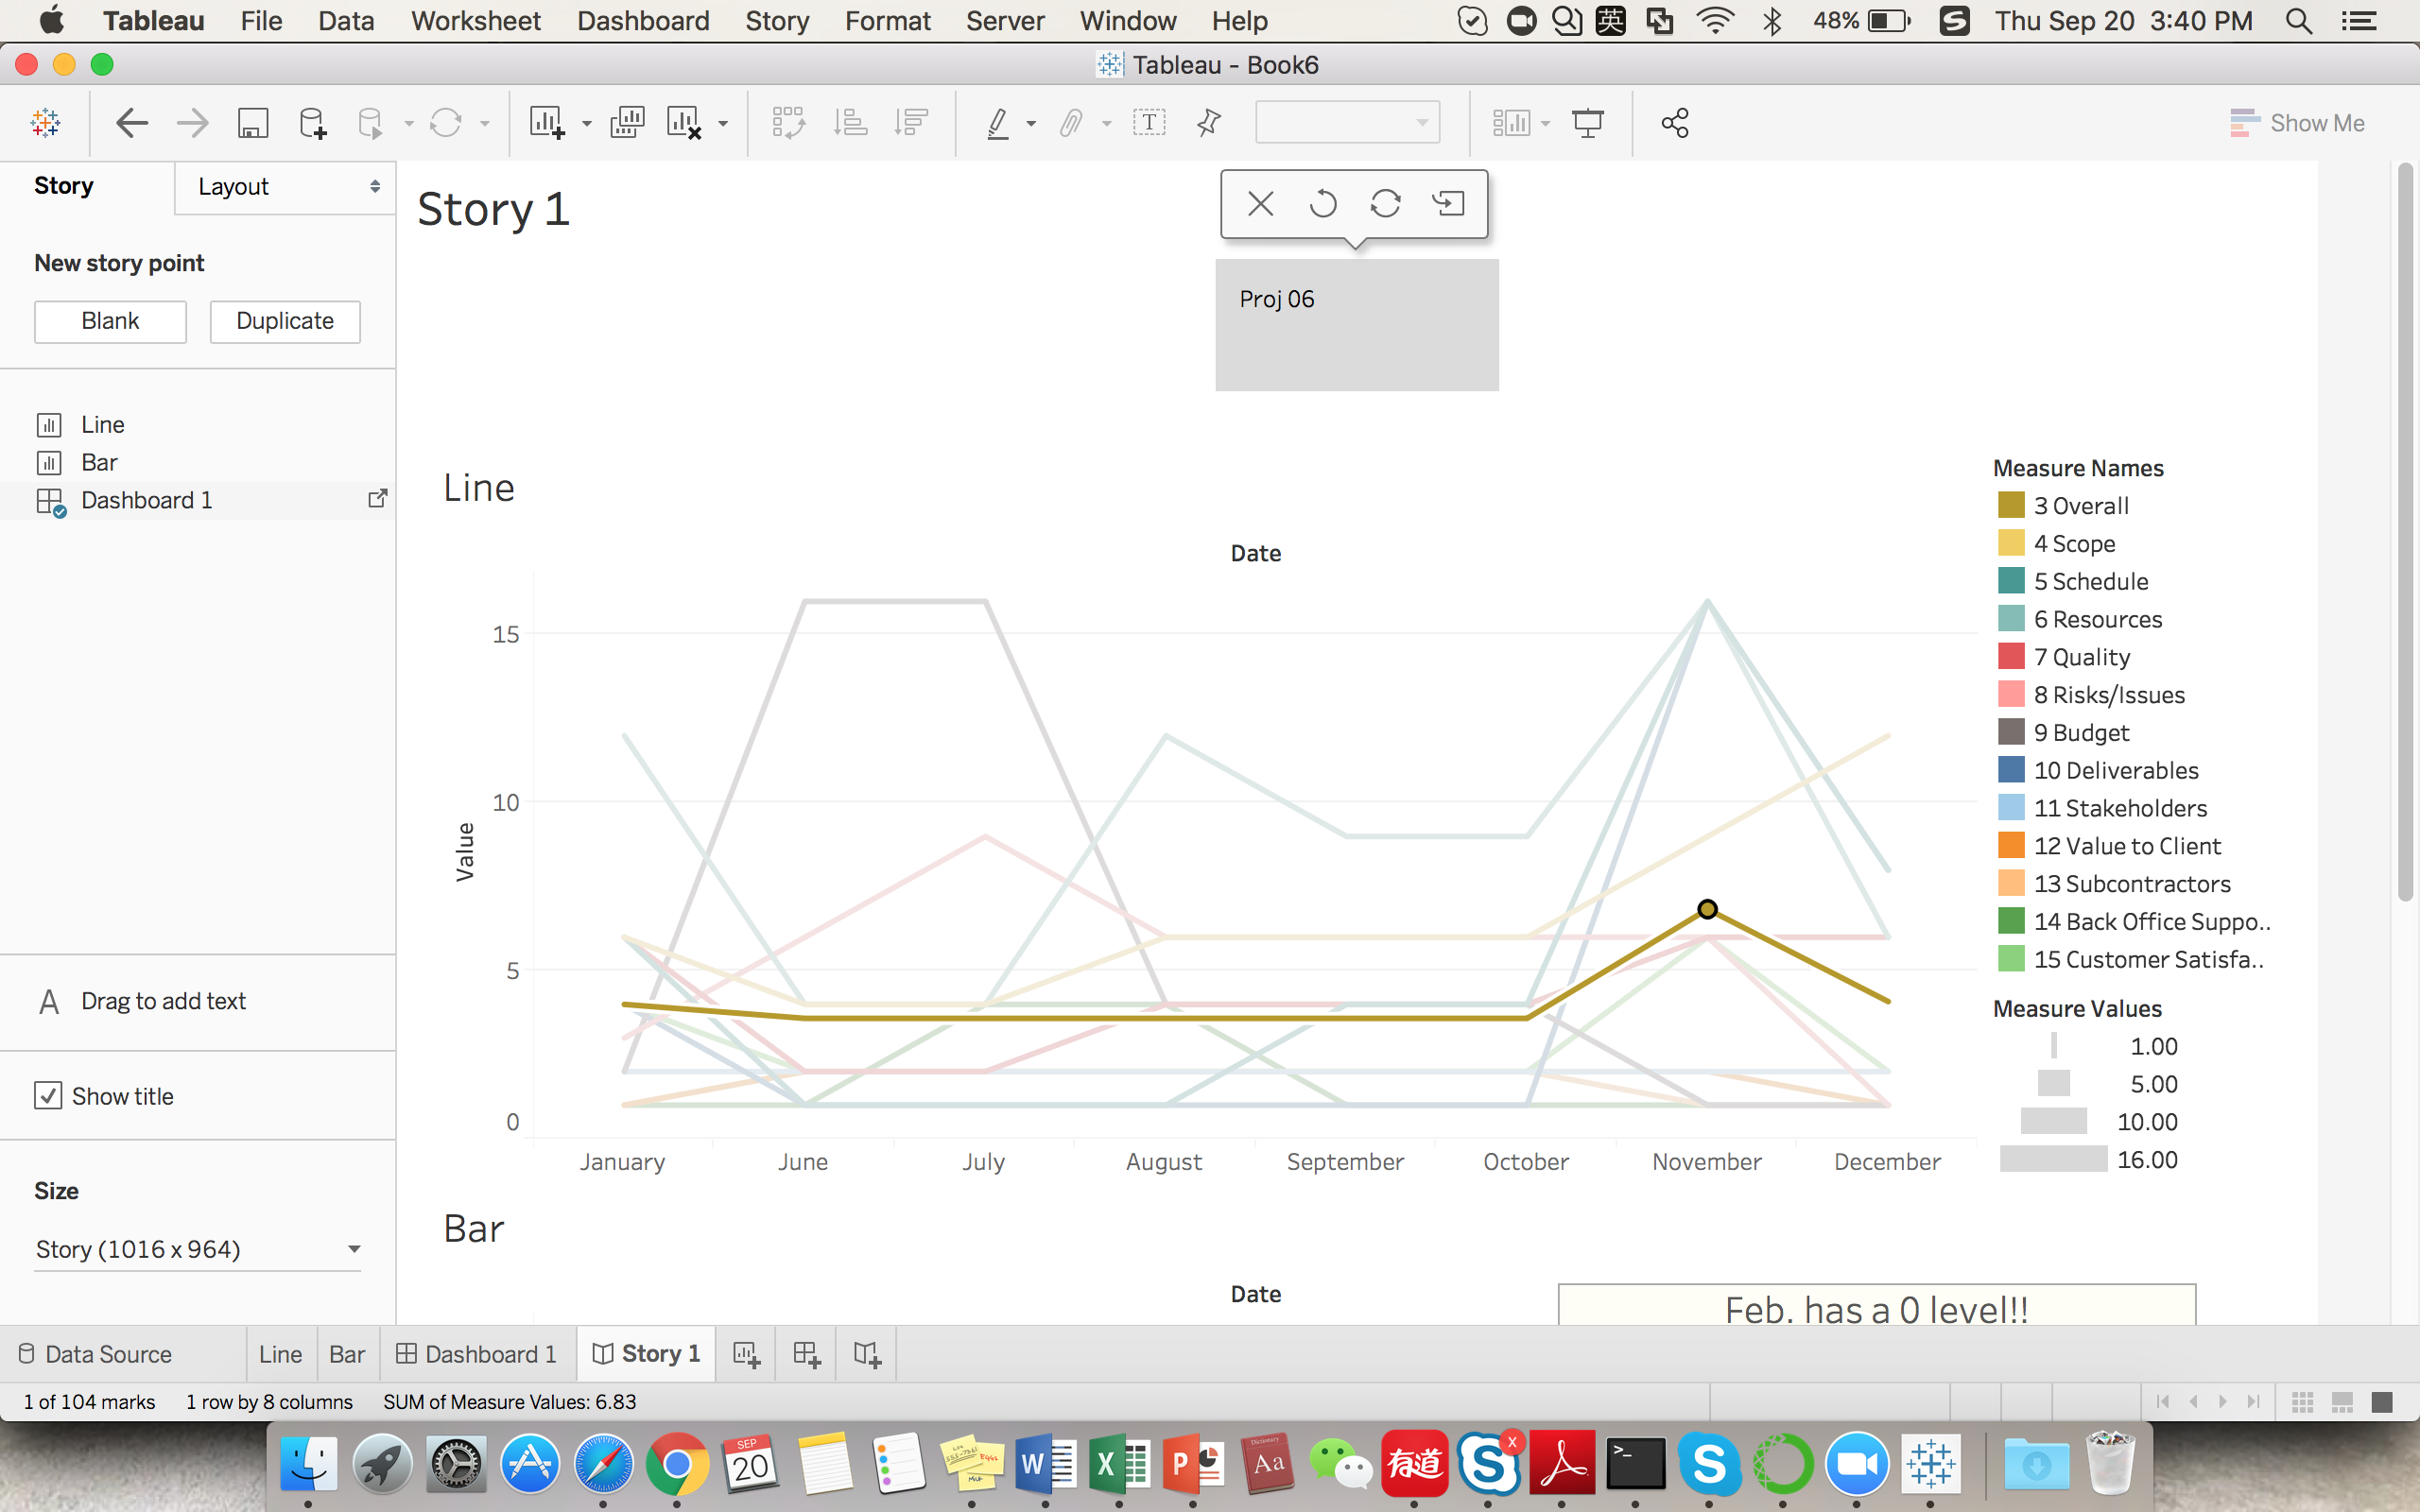 Tableau File Data Worksheet Dashboard Story Format Server Window Help 英 48% Thu Sep 20 3:40 PM
Tableau - Book6
Show Me
Story Layout
Story 1
New story point
Blank Duplicate
Proj 06
Line
Bar
Dashboard 1
Drag to add text
Show title
Size
Story (1016 x 964)
Line
Date
15
10
5
0
Value
January June July August September October November December
Measure Names
3 Overall
4 Scope
5 Schedule
6 Resources
7 Quality
8 Risks/Issues
9 Budget
10 Deliverables
11 Stakeholders
12 Value to Client
13 Subcontractors
14 Back Office Suppo..
15 Customer Satisfa..
Measure Values
1.00
5.00
10.00
16.00
Bar
Date
Feb. has a 0 level!!
Data Source Line Bar Dashboard 1 Story 1
1 of 104 marks 1 row by 8 columns SUM of Measure Values: 6.83
SEP
20
W X P Aa 有道 S S